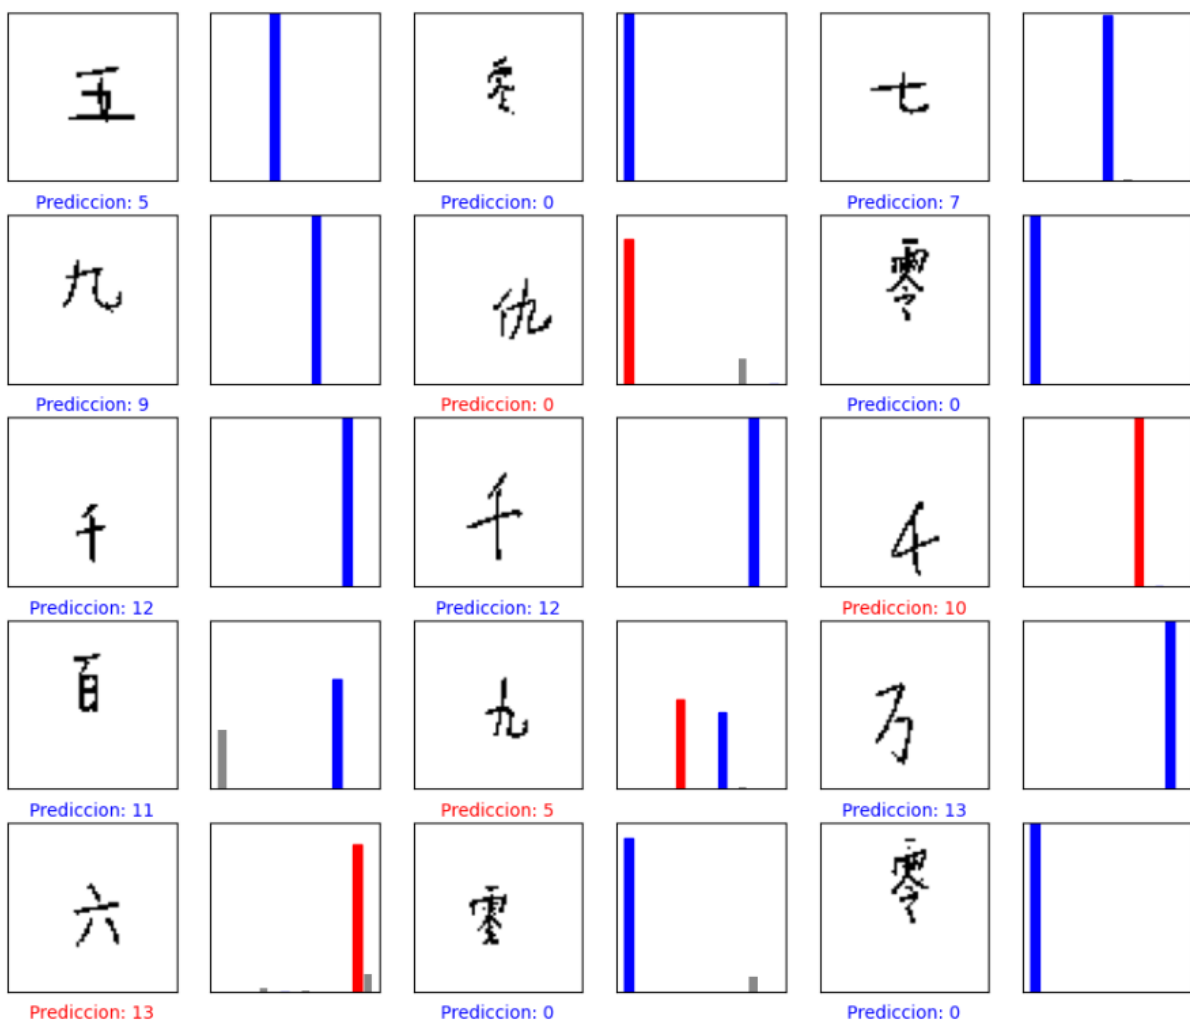 五 零 七
Prediccion: 5 Prediccion: 0 Prediccion: 7
九 仇 零
Prediccion: 9 Prediccion: 0 Prediccion: 0
千 千 4
Prediccion: 12 Prediccion: 12 Prediccion: 10
百 九 万
Prediccion: 11 Prediccion: 5 Prediccion: 13
六 零 零
Prediccion: 13 Prediccion: 0 Prediccion: 0